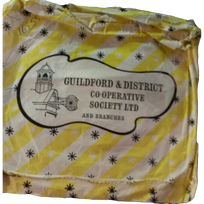 GUILDFORD & DISTRICT
CO-OPERATIVE
SOCIETY LTD
AND BRANCHES